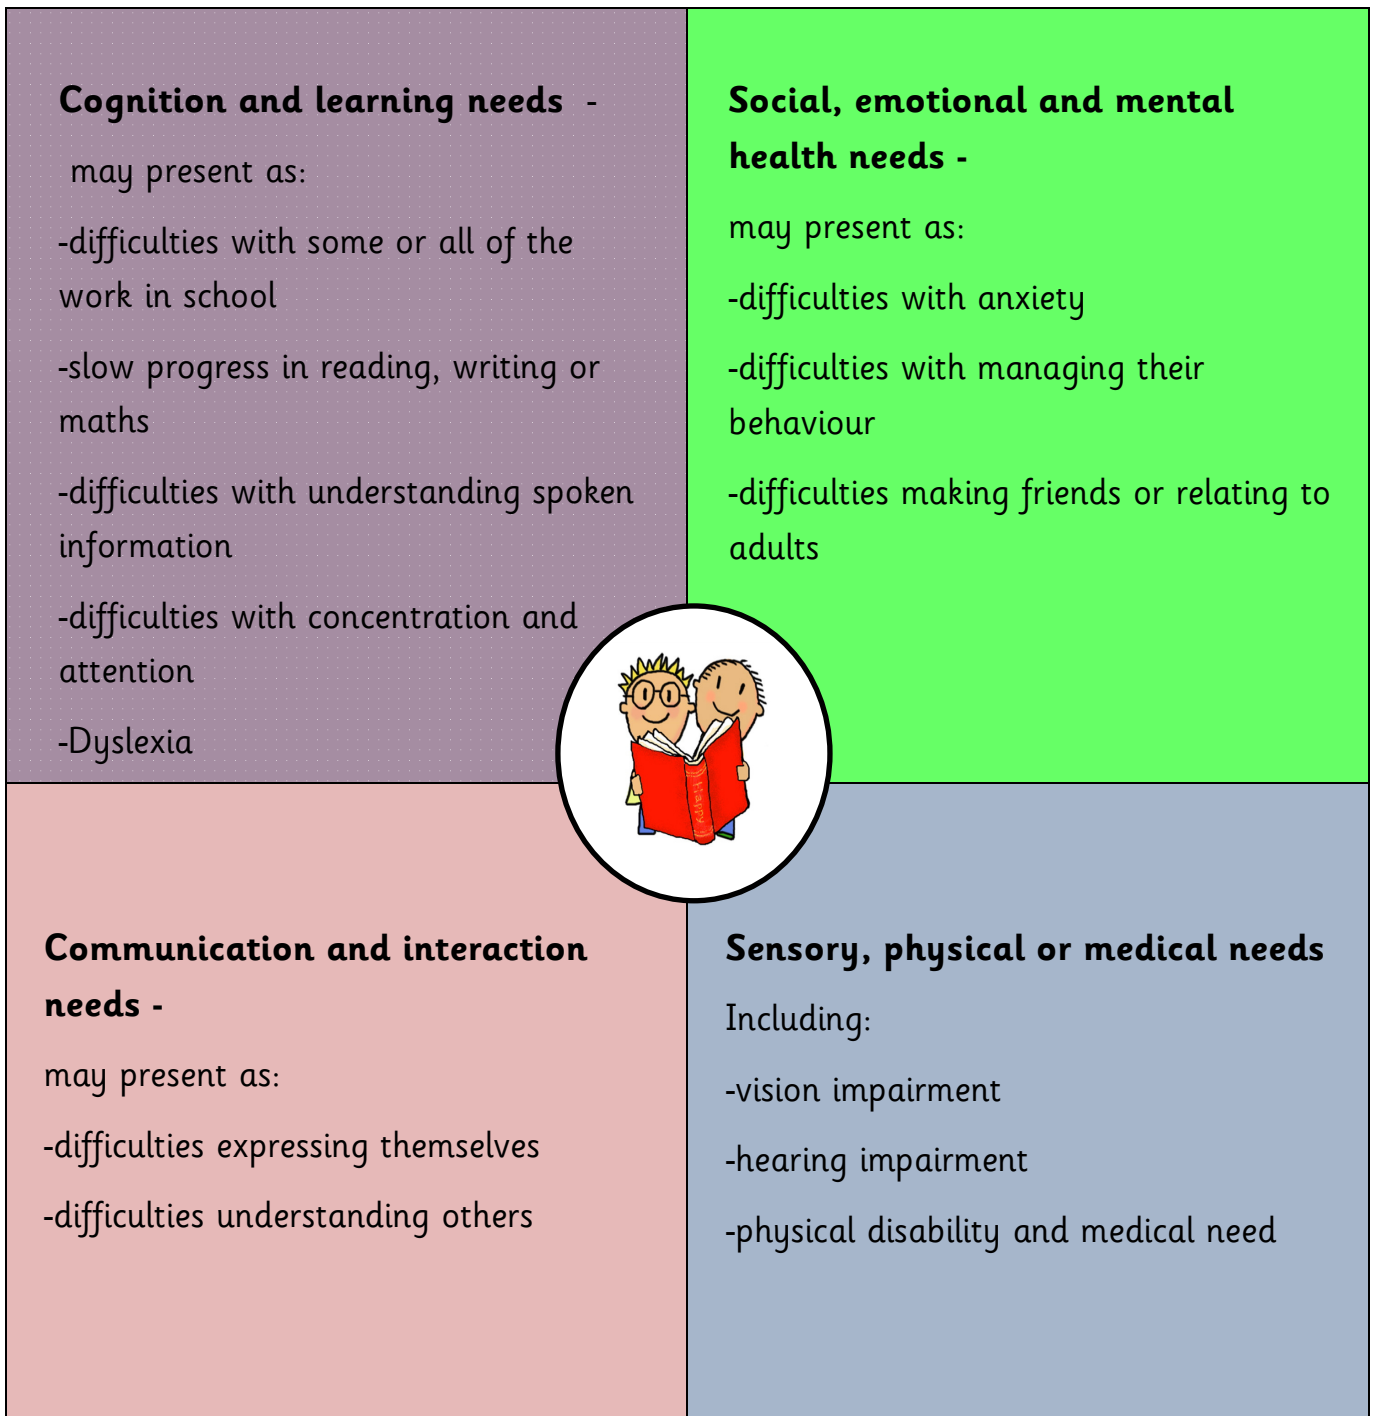 Cognition and learning needs -
may present as:
-difficulties with some or all of the
work in school
-slow progress in reading, writing or
maths
-difficulties with understanding spoken
information
-difficulties with concentration and
attention
-Dyslexia
Social, emotional and mental
health needs -
may present as:
-difficulties with anxiety
-difficulties with managing their
behaviour
-difficulties making friends or relating to
adults
Happy
Communication and interaction
needs -
may present as:
-difficulties expressing themselves
-difficulties understanding others
Sensory, physical or medical needs
Including:
-vision impairment
-hearing impairment
-physical disability and medical need